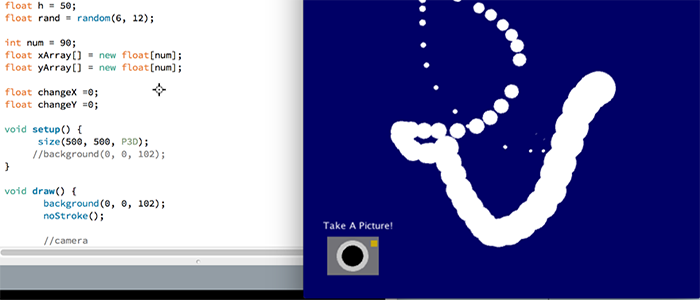 float h = 50;
float rand = random(6, 12);
int num = 90;
float xArray[] = new float[num];
float yArray[] = new float[num];
float changeX =0;
float changeY =0;
void setup() {
size(500, 500, P3D);
//background(0, 0, 102);
}
void draw() {
background(0, 0, 102);
noStroke();
//camera
Take A Picture!